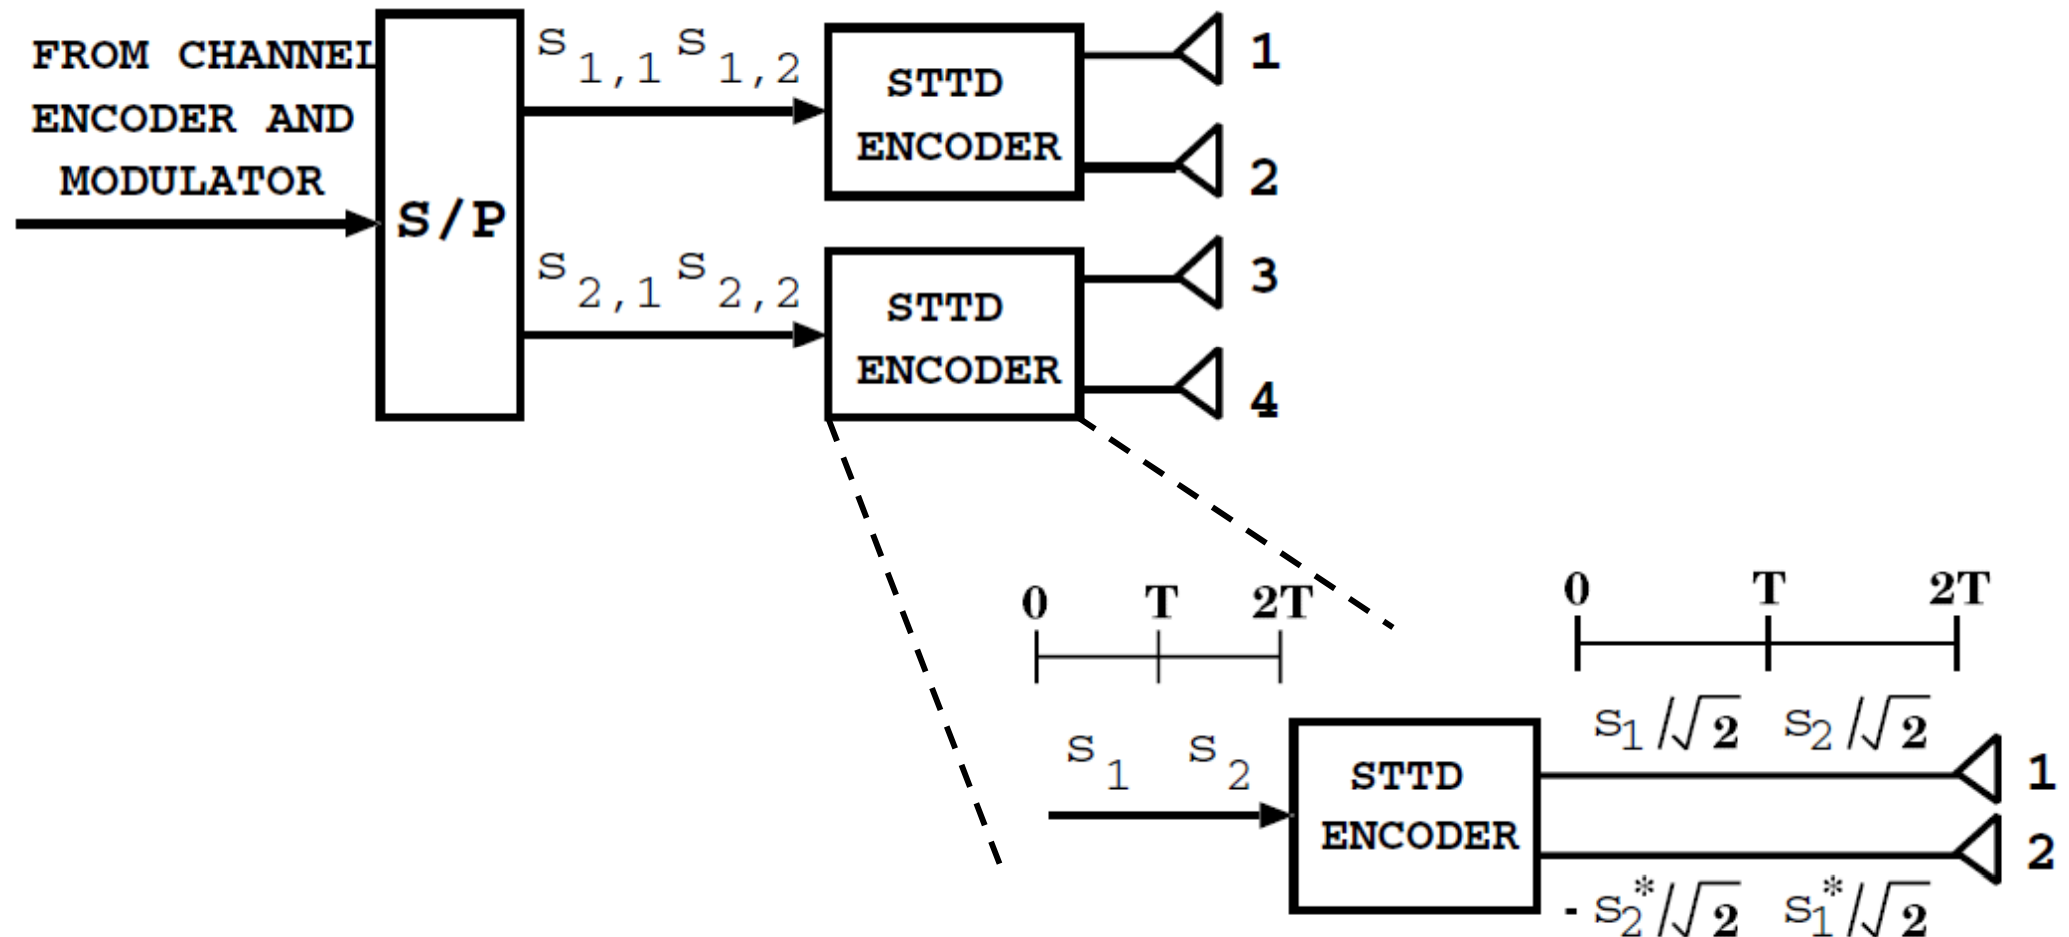 FROM CHANNEL
ENCODER AND
MODULATOR
S/P
S1,1 S1,2
S2,1 S2,2
STTD
ENCODER
1
2
STTD
ENCODER
3
4
0 T 2T
S1 S2
STTD
ENCODER
0 T 2T
S1/√2 S2/√2
1
2
- S2*/√2 S1*/√2